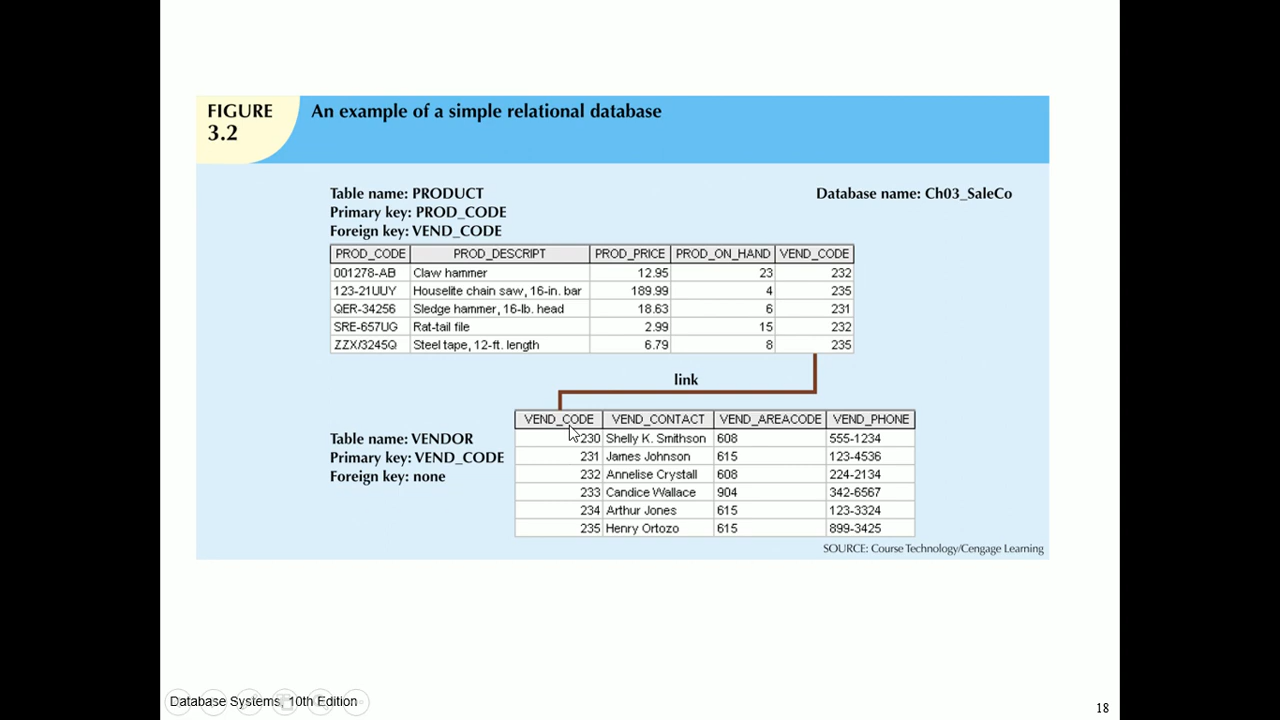 FIGURE
3.2
An example of a simple relational database
Table name: PRODUCT
Primary key: PROD_CODE
Foreign key: VEND_CODE
Database name: Ch03_SaleCo
PROD_CODE PROD_DESCRIPT PROD_PRICE PROD_ON_HAND VEND_CODE
001278-AB Claw hammer 12.95 23 232
123-21UUY Houselite chain saw, 16-in. bar 189.99 4 235
QER-34256 Sledge hammer, 16-lb. head 18.63 6 231
SRE-657UG Rat-tail file 2.99 15 232
ZZX/3245Q Steel tape, 12-ft. length 6.79 8 235
link
Table name: VENDOR
Primary key: VEND_CODE
Foreign key: none
VEND_CODE VEND_CONTACT VEND_AREACODE VEND_PHONE
230 Shelly K. Smithson 608 555-1234
231 James Johnson 615 123-4536
232 Annelise Crystall 608 224-2134
233 Candice Wallace 904 342-6567
234 Arthur Jones 615 123-3324
235 Henry Ortozo 615 899-3425
SOURCE: Course Technology/Cengage Learning
Database Systems, 10th Edition
18